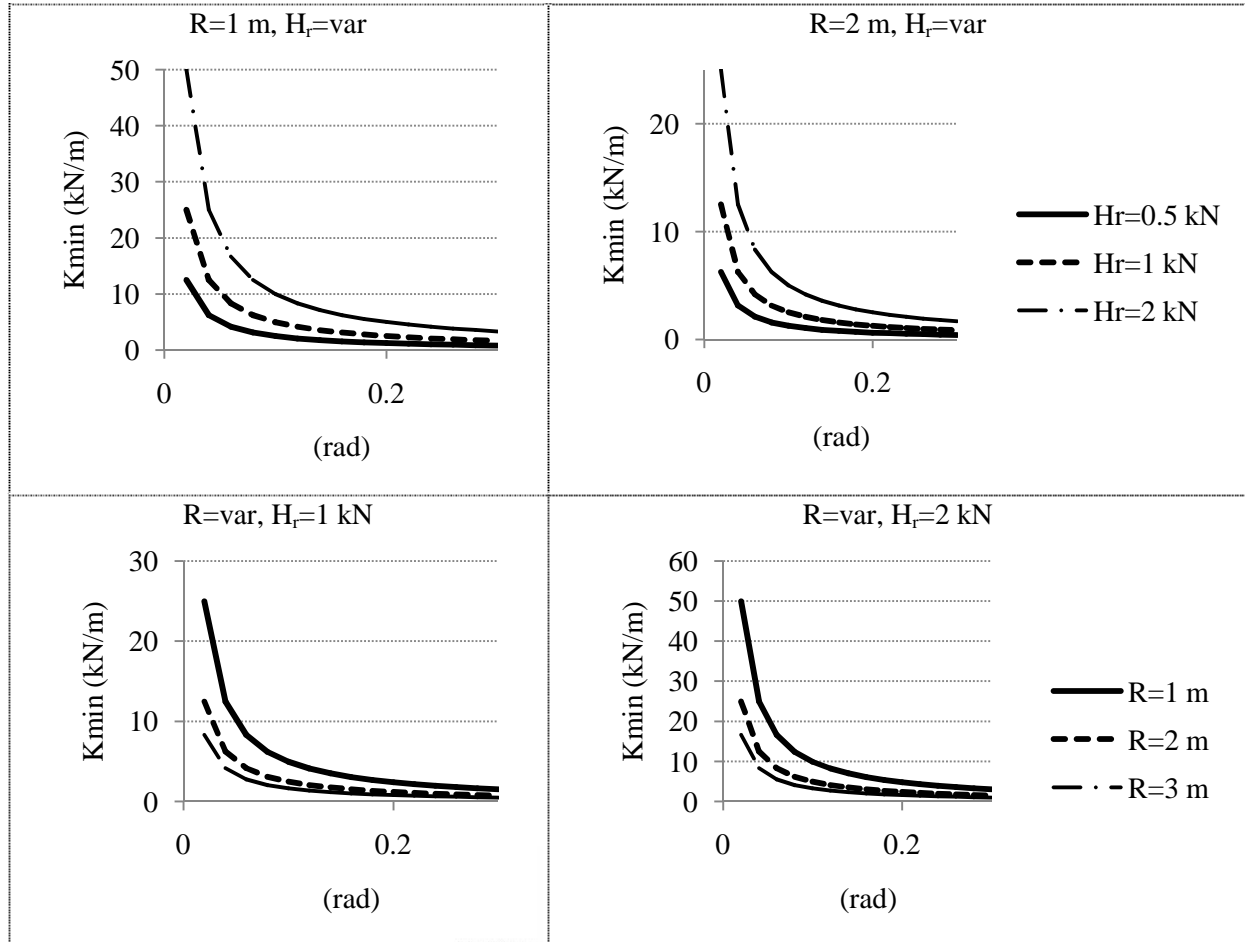 R=1 m, Hr=var
50
40
30
20
10
0
Kmin (kN/m)
0
0.2
(rad)
R=2 m, Hr=var
20
10
0
Kmin (kN/m)
0
0.2
(rad)
Hr=0.5 kN
Hr=1 kN
Hr=2 kN
R=var, Hr=1 kN
30
20
10
0
Kmin (kN/m)
0
0.2
(rad)
R=var, Hr=2 kN
60
50
40
30
20
10
0
Kmin (kN/m)
0
0.2
(rad)
R=1 m
R=2 m
R=3 m